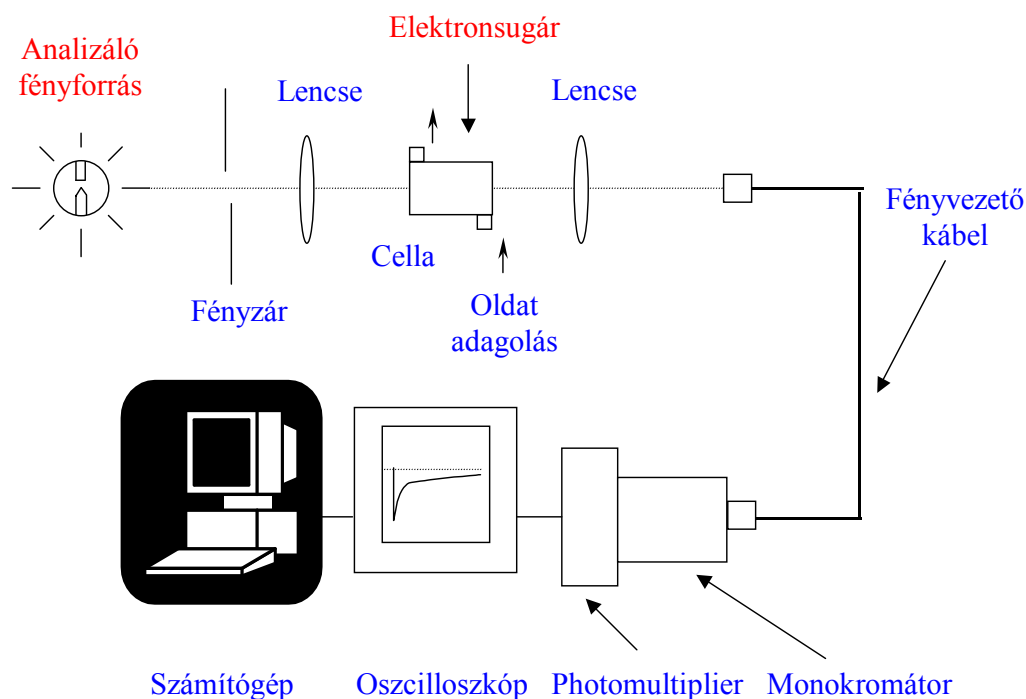 Elektronsugár
Analizáló
fényforrás
Lencse
Lencse
Fényvezető
kábel
Cella
Fényzár
Oldat
adagolás
Számítógép
Oszcilloszkóp
Photomultiplier
Monokromátor